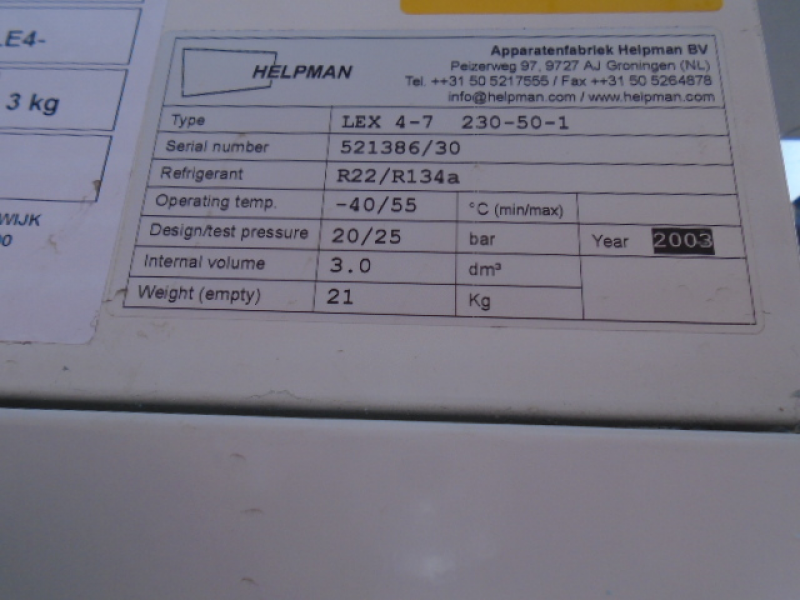 LE4-
3 kg
WIJK
HELPMAN
Apparatenfabriek Helpman BV
Peizerweg 97, 9727 AJ Groningen (NL)
Tel. ++31 50 5217555 / Fax ++31 50 5264878
info@helpman.com / www.helpman.com
Type LEX 4-7 230-50-1
Serial number 521386/30
Refrigerant R22/R134a
Operating temp. -40/55 °C (min/max)
Design/test pressure 20/25 bar Year 2003
Internal volume 3.0 dm³
Weight (empty) 21 Kg